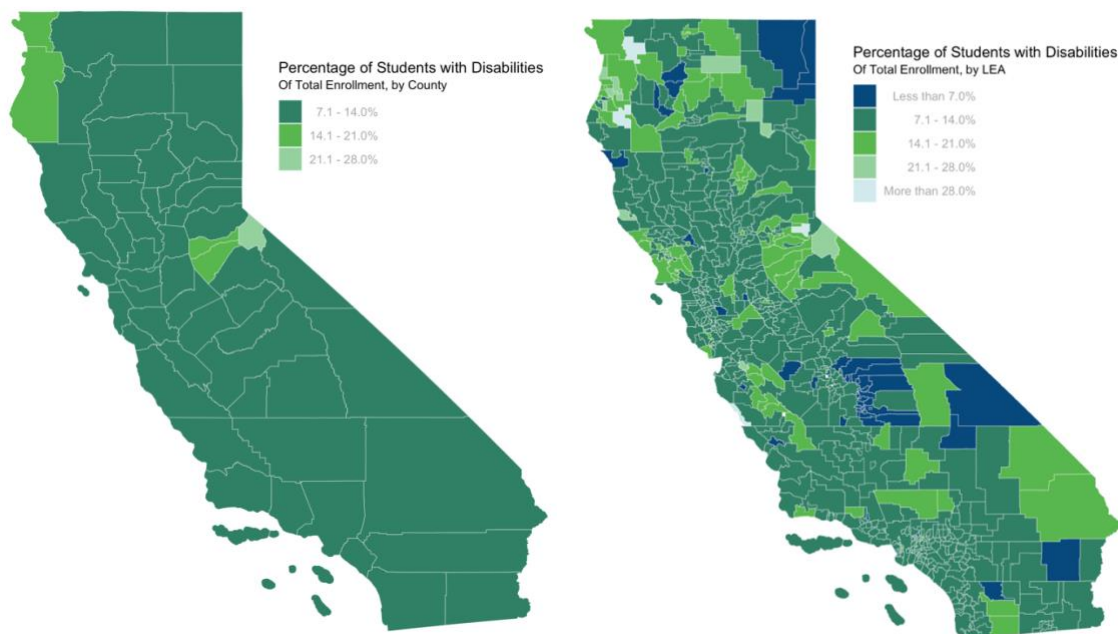 Percentage of Students with Disabilities
Of Total Enrollment, by County
7.1 - 14.0%
14.1 - 21.0%
21.1 - 28.0%
Percentage of Students with Disabilities
Of Total Enrollment, by LEA
Less than 7.0%
7.1 - 14.0%
14.1 - 21.0%
21.1 - 28.0%
More than 28.0%